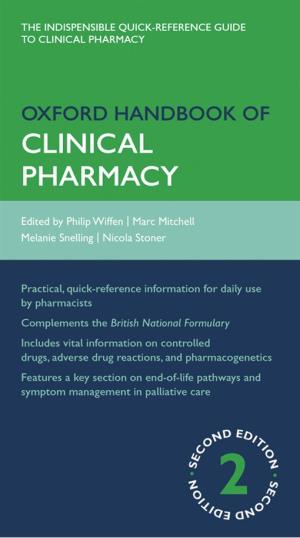 THE INDISPENSIBLE QUICK-REFERENCE GUIDE
TO CLINICAL PHARMACY
OXFORD HANDBOOK OF
CLINICAL
PHARMACY
Edited by Philip Wiffen | Marc Mitchell
Melanie Snelling | Nicola Stoner
Practical, quick-reference information for daily use
by pharmacists
Complements the British National Formulary
Includes vital information on controlled
drugs, adverse drug reactions, and pharmacogenetics
Features a key section on end-of-life pathways and
symptom management in palliative care
• SECOND EDITION •
2
SECOND EDITION